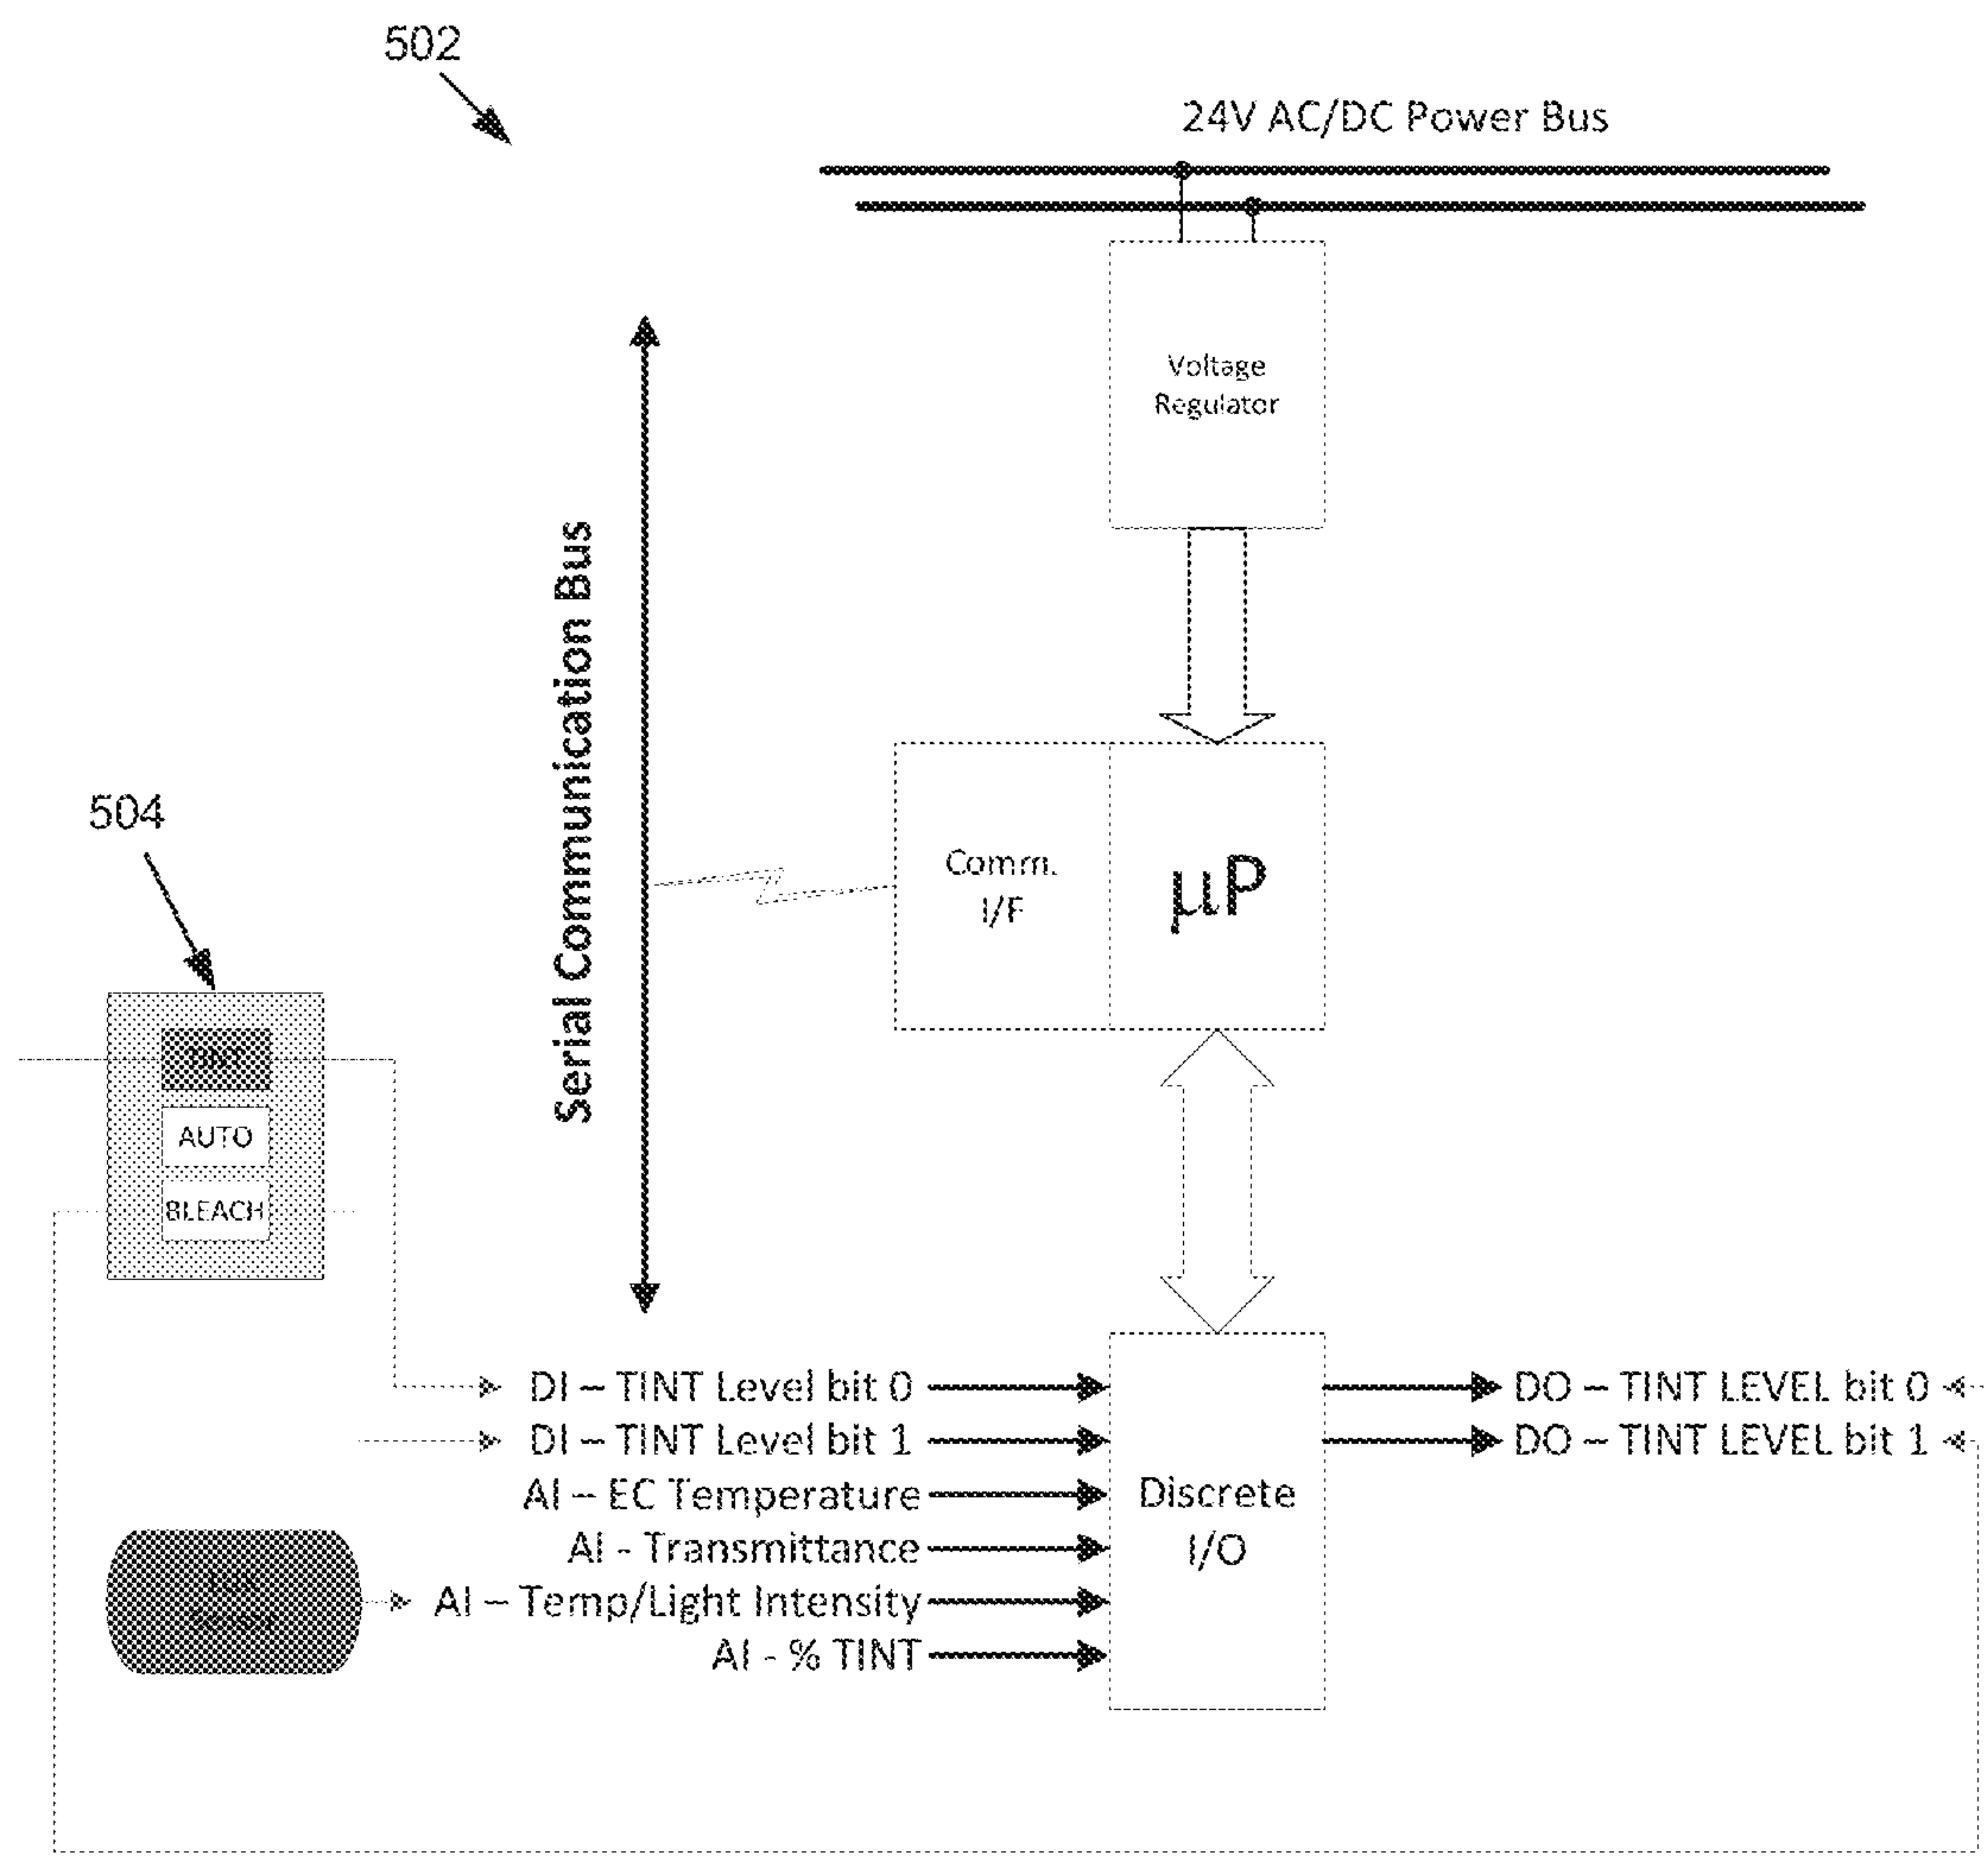 502
24V AC/DC Power Bus
Voltage
Regulator
Serial Communication Bus
Comm.
I/F
µP
504
TINT
AUTO
BLEACH
DI – TINT Level bit 0
DI – TINT Level bit 1
AI – EC Temperature
AI - Transmittance
AI – Temp/Light Intensity
AI - % TINT
Discrete
I/O
DO – TINT LEVEL bit 0
DO – TINT LEVEL bit 1